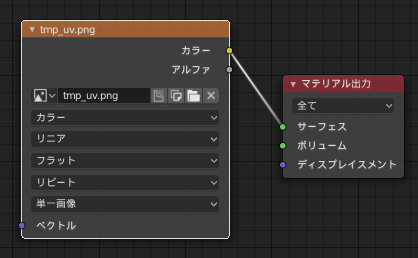 tmp_uv.png
カラー
アルファ
tmp_uv.png
カラー
リニア
フラット
リピート
単一画像
ベクトル
マテリアル出力
全て
サーフェス
ボリューム
ディスプレイスメント